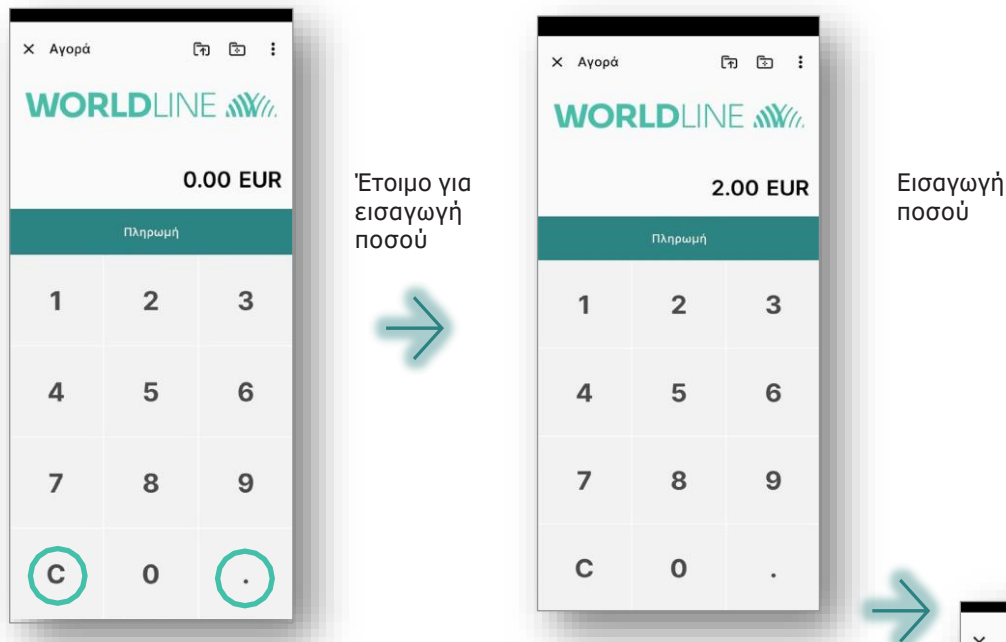 × Αγορά
WORLDLINE
0.00 EUR
Πληρωμή
1 2 3
4 5 6
7 8 9
C 0 .
Έτοιμο για
εισαγωγή
ποσού
× Αγορά
WORLDLINE
2.00 EUR
Πληρωμή
1 2 3
4 5 6
7 8 9
C 0 .
Εισαγωγή
ποσού
×